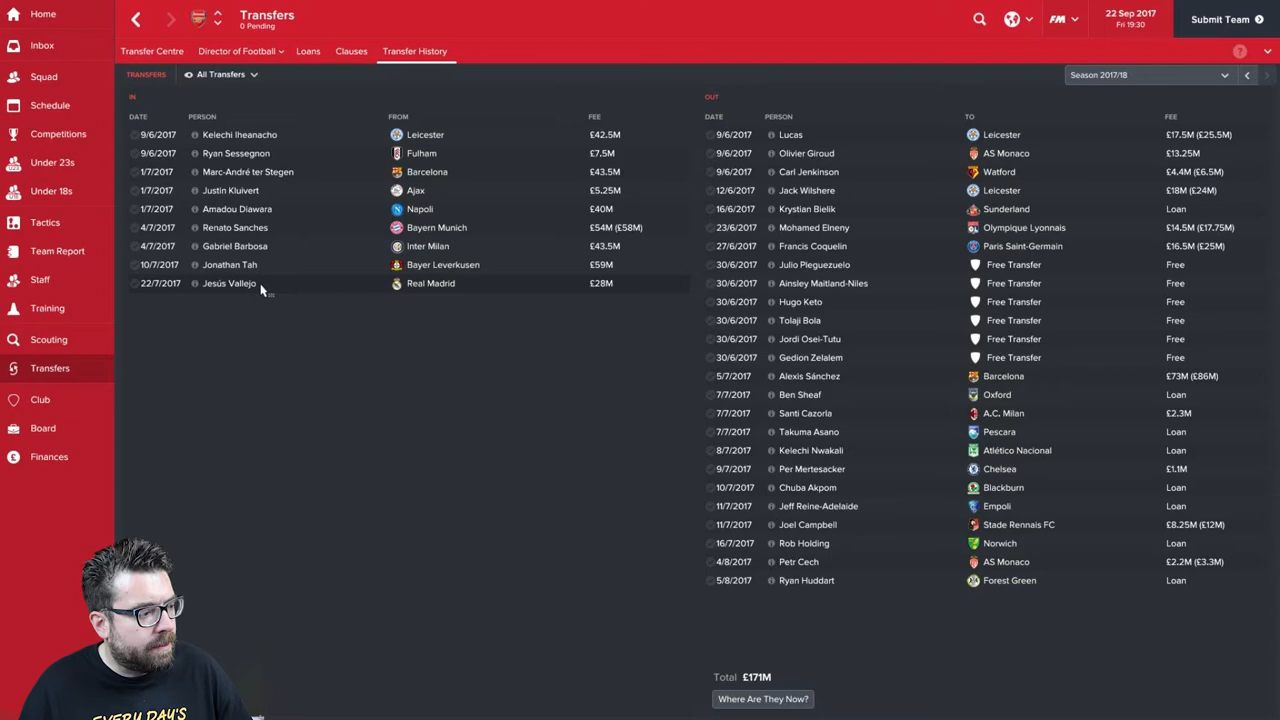 Home
Transfers
0 Pending
FM
22 Sep 2017
Fri 19:30
Submit Team
Inbox
Squad
Schedule
Competitions
Under 23s
Under 18s
Tactics
Team Report
Staff
Training
Scouting
Transfers
Club
Board
Finances
Transfer Centre Director of Football Loans Clauses Transfer History
TRANSFERS All Transfers
Season 2017/18
IN
DATE PERSON FROM FEE
9/6/2017 Kelechi Iheanacho Leicester £42.5M
9/6/2017 Ryan Sessegnon Fulham £7.5M
1/7/2017 Marc-André ter Stegen Barcelona £43.5M
1/7/2017 Justin Kluivert Ajax £5.25M
1/7/2017 Amadou Diawara Napoli £40M
4/7/2017 Renato Sanches Bayern Munich £54M (£58M)
4/7/2017 Gabriel Barbosa Inter Milan £43.5M
10/7/2017 Jonathan Tah Bayer Leverkusen £59M
22/7/2017 Jesús Vallejo Real Madrid £28M
OUT
DATE PERSON TO FEE
9/6/2017 Lucas Leicester £17.5M (£25.5M)
9/6/2017 Olivier Giroud AS Monaco £13.25M
9/6/2017 Carl Jenkinson Watford £4.4M (£6.5M)
12/6/2017 Jack Wilshere Leicester £18M (£24M)
16/6/2017 Krystian Bielik Sunderland Loan
23/6/2017 Mohamed Elneny Olympique Lyonnais £14.5M (£17.75M)
27/6/2017 Francis Coquelin Paris Saint-Germain £16.5M (£25M)
30/6/2017 Julio Pleguezuelo Free Transfer Free
30/6/2017 Ainsley Maitland-Niles Free Transfer Free
30/6/2017 Hugo Keto Free Transfer Free
30/6/2017 Tolaji Bola Free Transfer Free
30/6/2017 Jordi Osei-Tutu Free Transfer Free
30/6/2017 Gedion Zelalem Free Transfer Free
5/7/2017 Alexis Sánchez Barcelona £73M (£86M)
7/7/2017 Ben Sheaf Oxford Loan
7/7/2017 Santi Cazorla A.C. Milan £2.3M
7/7/2017 Takuma Asano Pescara Loan
8/7/2017 Kelechi Nwakali Atlético Nacional Loan
9/7/2017 Per Mertesacker Chelsea £1.1M
10/7/2017 Chuba Akpom Blackburn Loan
11/7/2017 Jeff Reine-Adelaide Empoli Loan
11/7/2017 Joel Campbell Stade Rennais FC £8.25M (£12M)
16/7/2017 Rob Holding Norwich Loan
4/8/2017 Petr Cech AS Monaco £2.2M (£3.3M)
5/8/2017 Ryan Huddart Forest Green Loan
Total £171M
Where Are They Now?
EVERY DAY'S